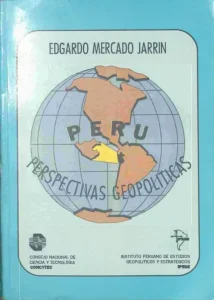 EDGARDO MERCADO JARRIN
PERU
PERSPECTIVAS GEOPOLITICAS
CONSEJO NACIONAL DE
CIENCIA Y TECNOLOGIA
CONCYTEC
INSTITUTO PERUANO DE ESTUDIOS
GEOPOLITICOS Y ESTRATEGICOS
IPEGE